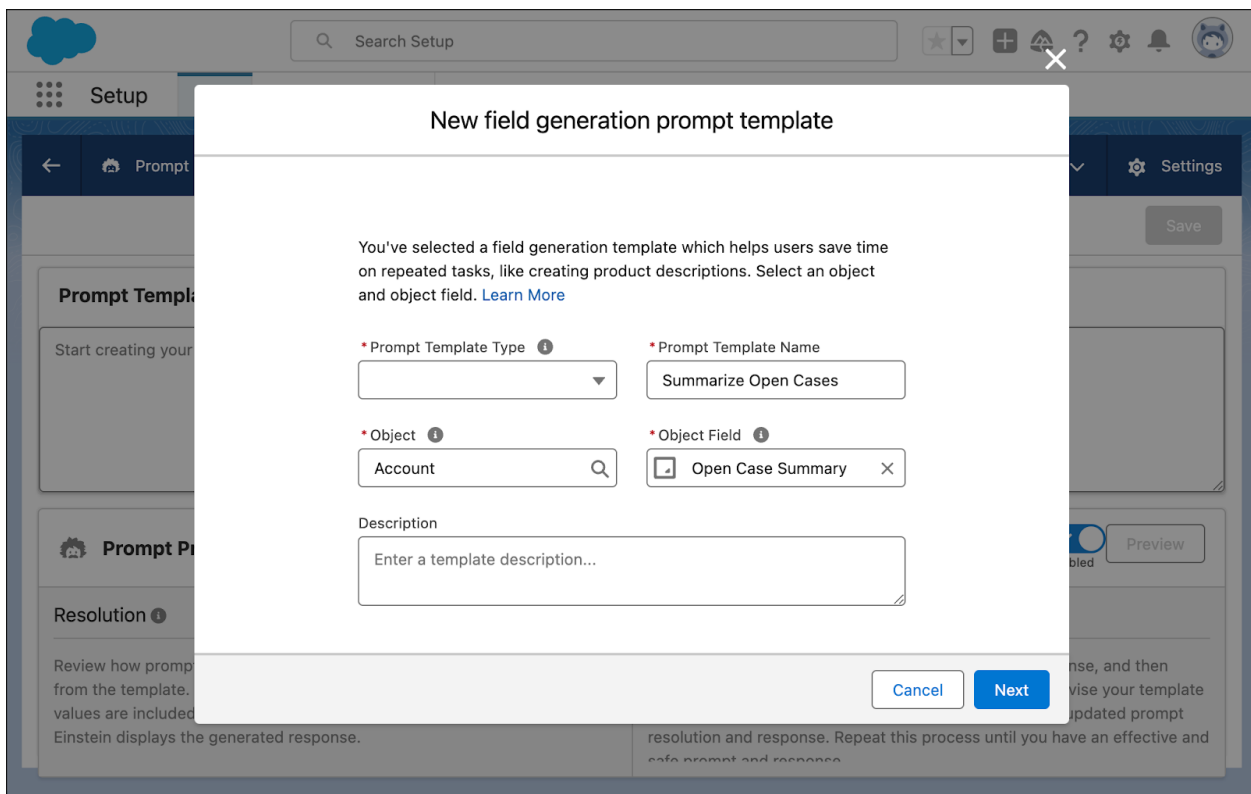 Search Setup
Setup
New field generation prompt template
Prompt
Settings
Save
You've selected a field generation template which helps users save time
on repeated tasks, like creating product descriptions. Select an object
and object field. Learn More
Prompt Templa
Start creating your
*Prompt Template Type
*Prompt Template Name
Summarize Open Cases
*Object
*Object Field
Account
Open Case Summary
Description
Enter a template description...
Prompt Pr
bled
Preview
Resolution
Review how promp
from the template.
values are included
Einstein displays the generated response.
nse, and then
vise your template
updated prompt
resolution and response. Repeat this process until you have an effective and
safe prompt and response.
Cancel
Next